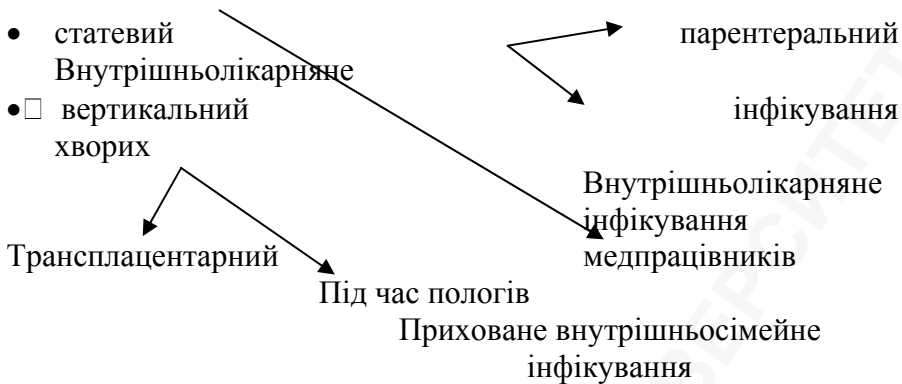 • статевий парентеральний
Внутрішньолікарняне
•□ вертикальний інфікування
хворих
Внутрішньолікарняне
інфікування
Трансплацентарний медпрацівників
Під час пологів
Приховане внутрішньосімейне
інфікування